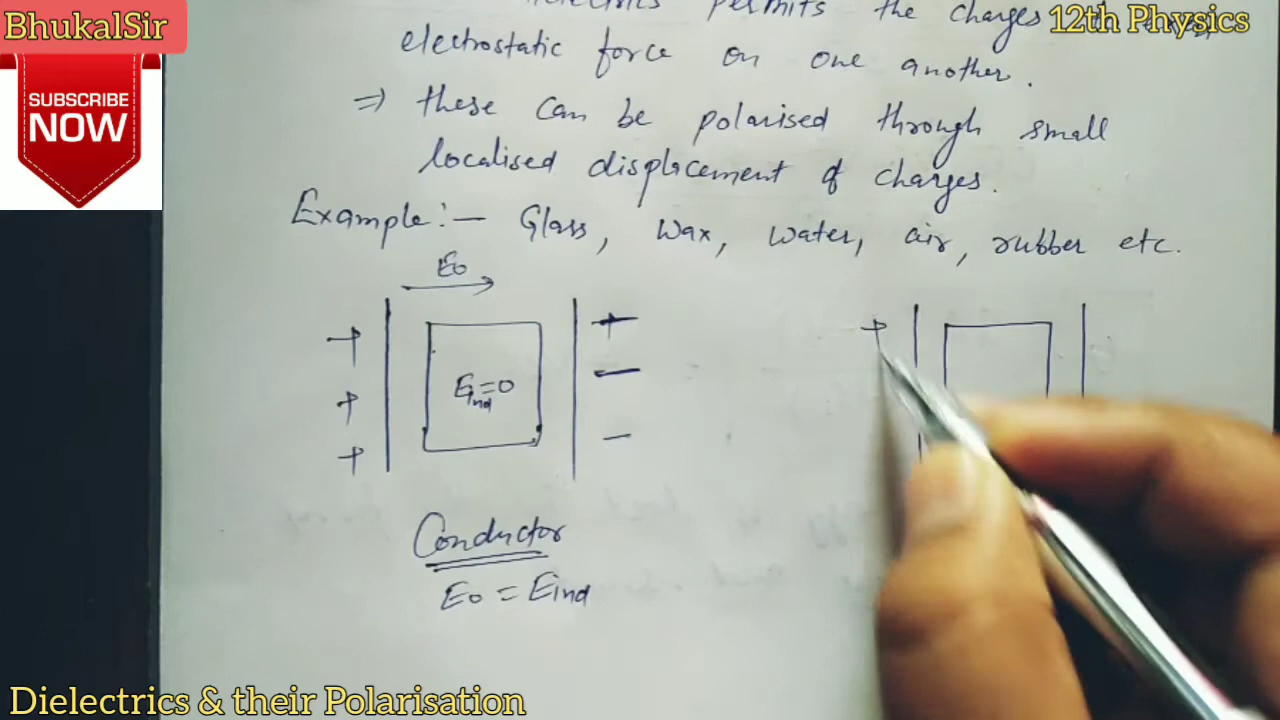 BhukalSir
12th Physics
SUBSCRIBE
NOW
permits the charges
electrostatic force on one another.
⇒ these can be polarised through small
localised displacement of charges.
Example:- Glass, Wax, Water, air, rubber etc.
E0
+ +
+ -
+ -
Eind=0
+
Conductor
E0 = Eind
Dielectrics & their Polarisation